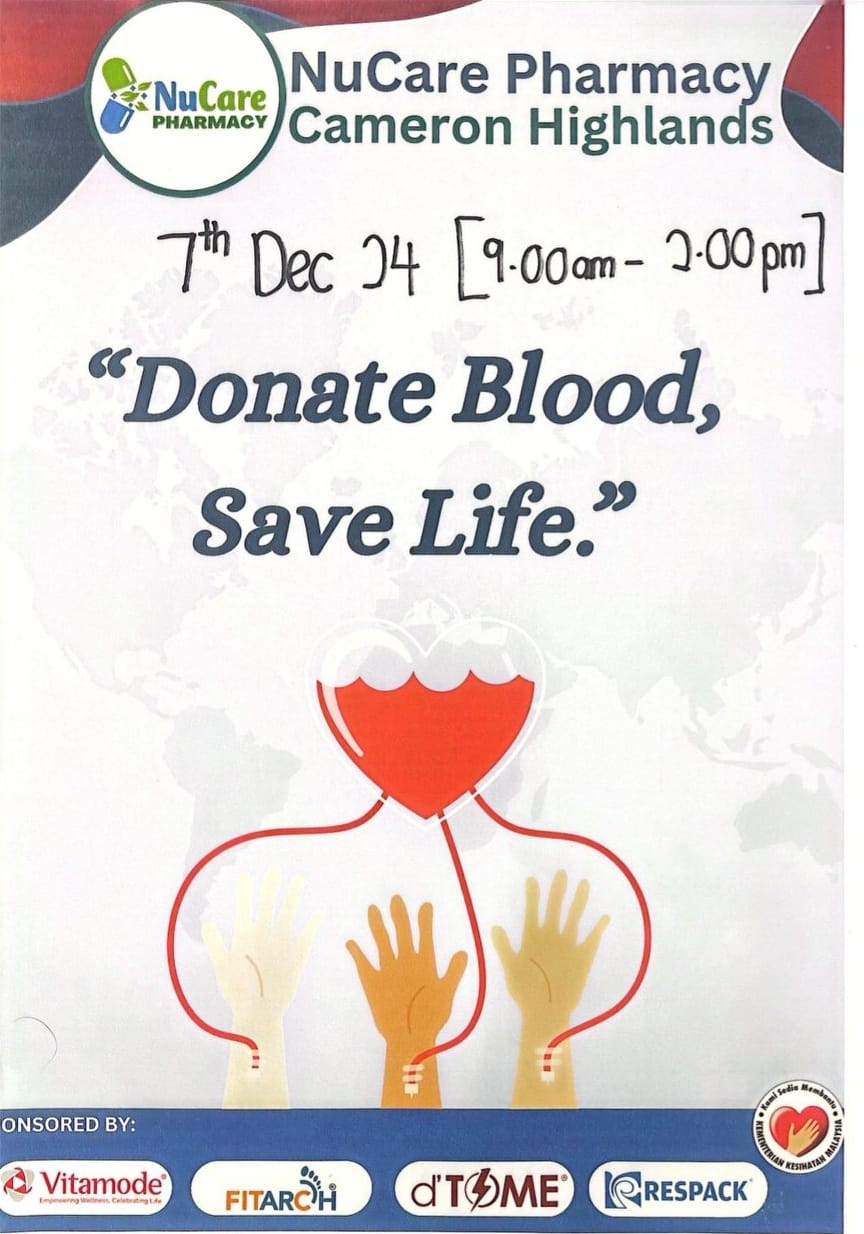 NuCare
PHARMACY
NuCare Pharmacy
Cameron Highlands
7th Dec 24 [9.00am - 2.00pm]
“Donate Blood,
Save Life.”
ONSORED BY:
Kami Sedia Membantu
KEMENTERIAN KESIHATAN MALAYSIA
Vitamode®
Empowering Wellness, Celebrating Life
FITARCH®
d'TOME®
RESPACK®